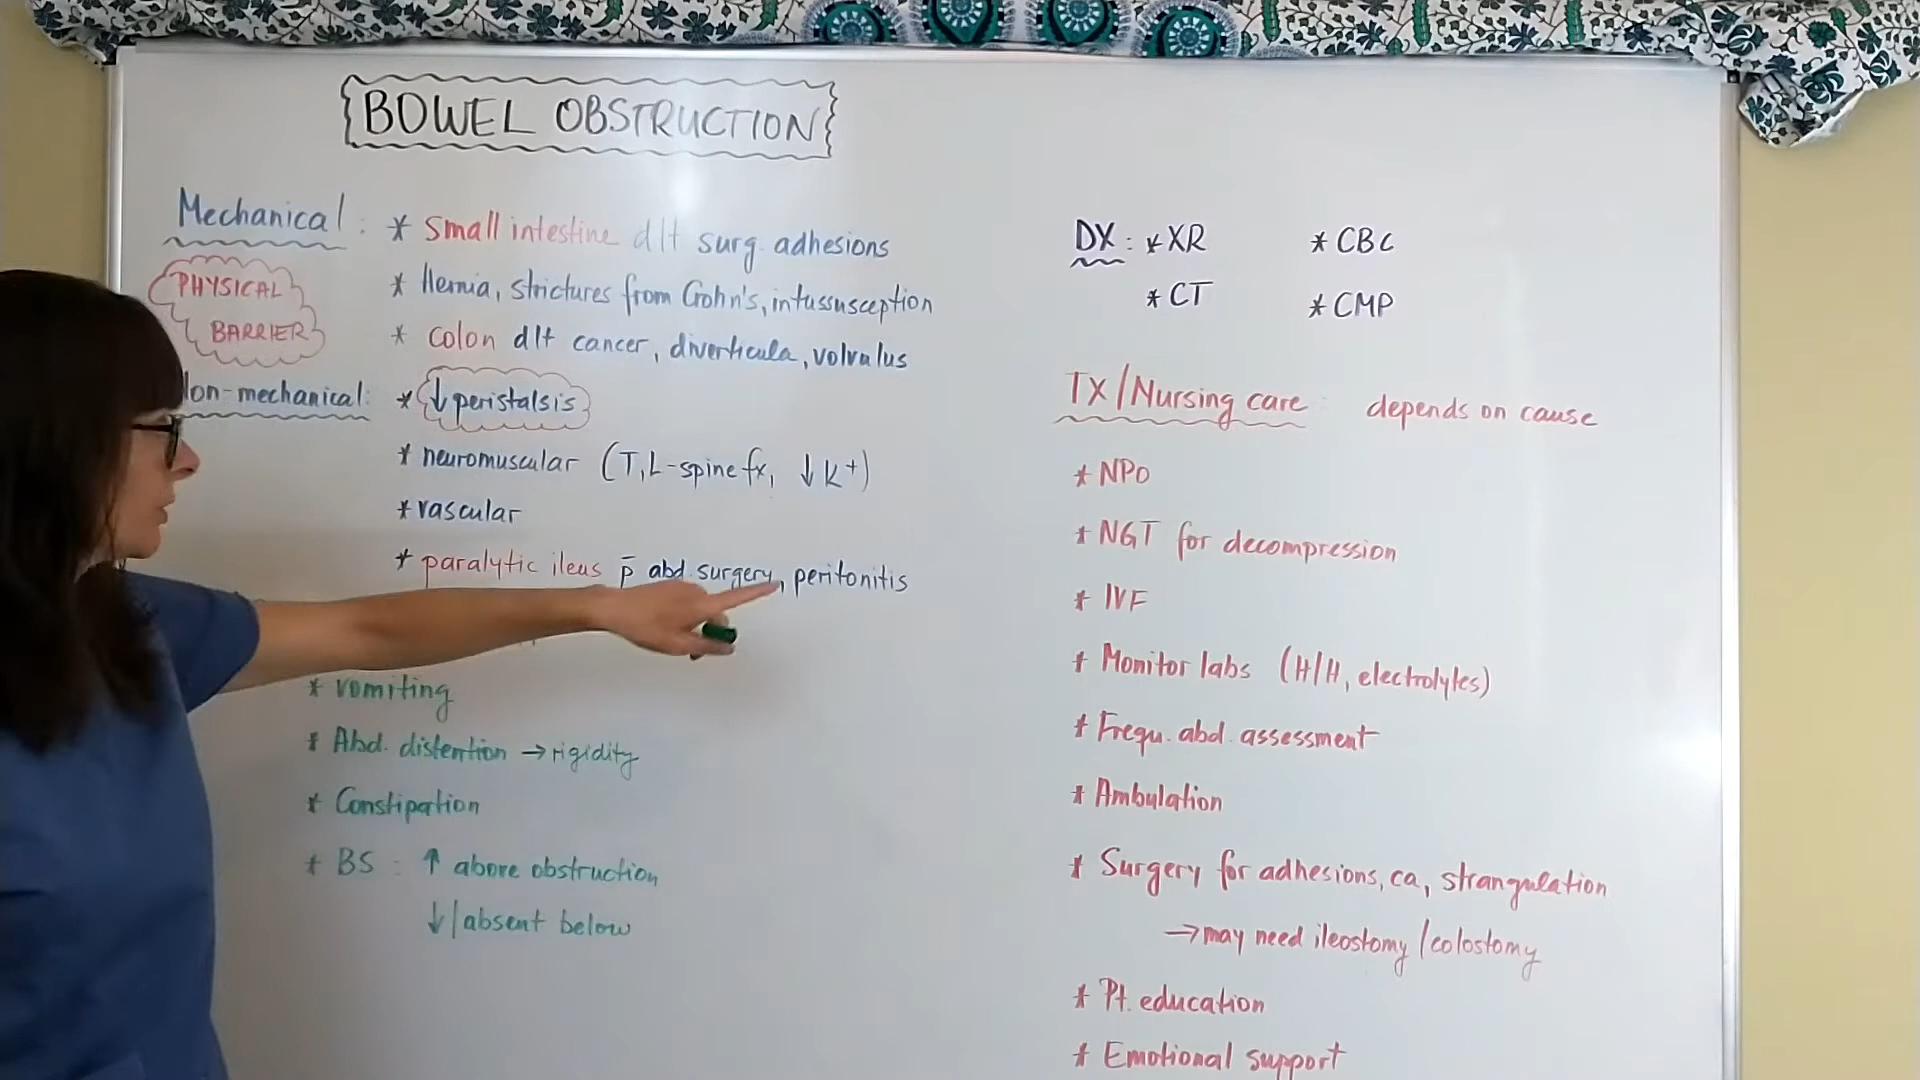 BOWEL OBSTRUCTION
Mechanical: * Small intestine d/t surg. adhesions
PHYSICAL
BARRIER
* Hernia, strictures from Crohn's, intussusception
* Colon d/t cancer, diverticula, volvulus
Non-mechanical: * ↓ peristalsis
* neuromuscular (T, L-spine fx, ↓ K+)
* vascular
* paralytic ileus p̄ abd. surgery, peritonitis
* vomiting
* Abd. distention → rigidity
* Constipation
* BS: ↑ above obstruction
↓/absent below
DX: * XR * CBC
* CT * CMP
TX/Nursing care: depends on cause
* NPO
* NGT for decompression
* IVF
* Monitor labs (H/H, electrolytes)
* Frequ. abd. assessment
* Ambulation
* Surgery for adhesions, ca, strangulation
→ may need ileostomy/colostomy
* Pt. education
* Emotional support